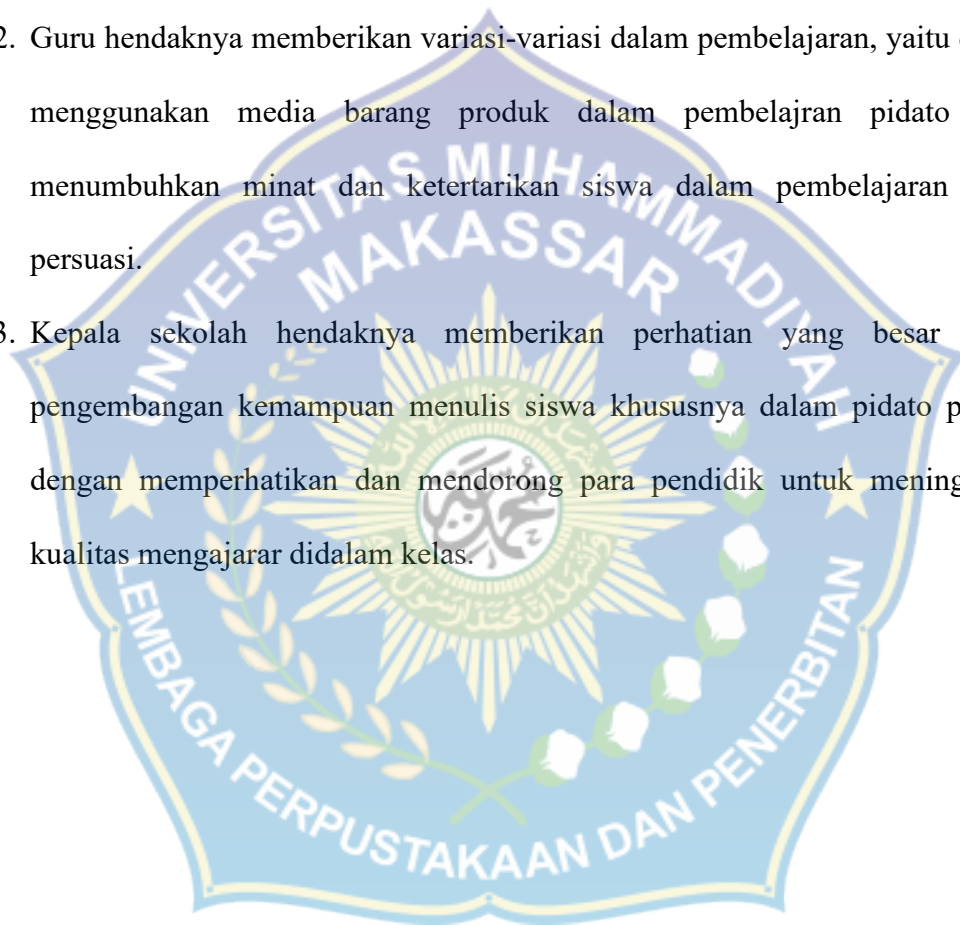 2. Guru hendaknya memberikan variasi-variasi dalam pembelajaran, yaitu
menggunakan media barang produk dalam pembelajran pidato
menumbuhkan minat dan ketertarikan siswa dalam pembelajaran
persuasi.
3. Kepala sekolah hendaknya memberikan perhatian yang besar
pengembangan kemampuan menulis siswa khususnya dalam pidato p
dengan memperhatikan dan mendorong para pendidik untuk mening
kualitas mengajarar didalam kelas.
UNIVERSITAS MUHAMMADIYAH
MAKASSAR
LEMBAGA PERPUSTAKAAN DAN PENERBITAN